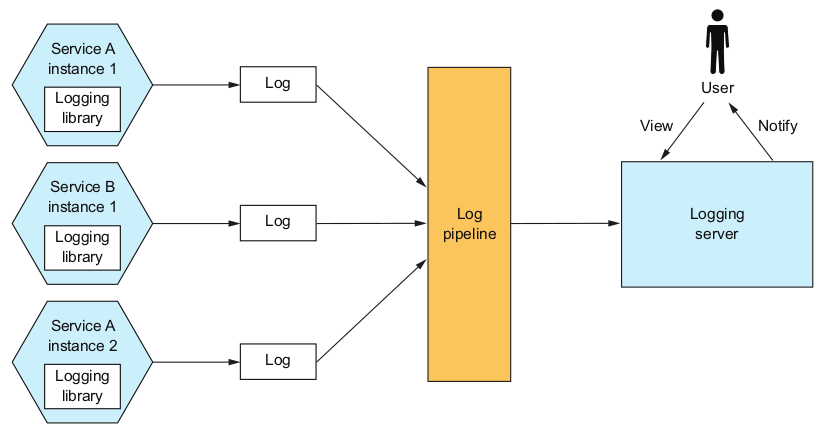 Service A
instance 1
Logging
library
Log
Service B
instance 1
Logging
library
Log
Service A
instance 2
Logging
library
Log
Log
pipeline
User
View
Notify
Logging
server